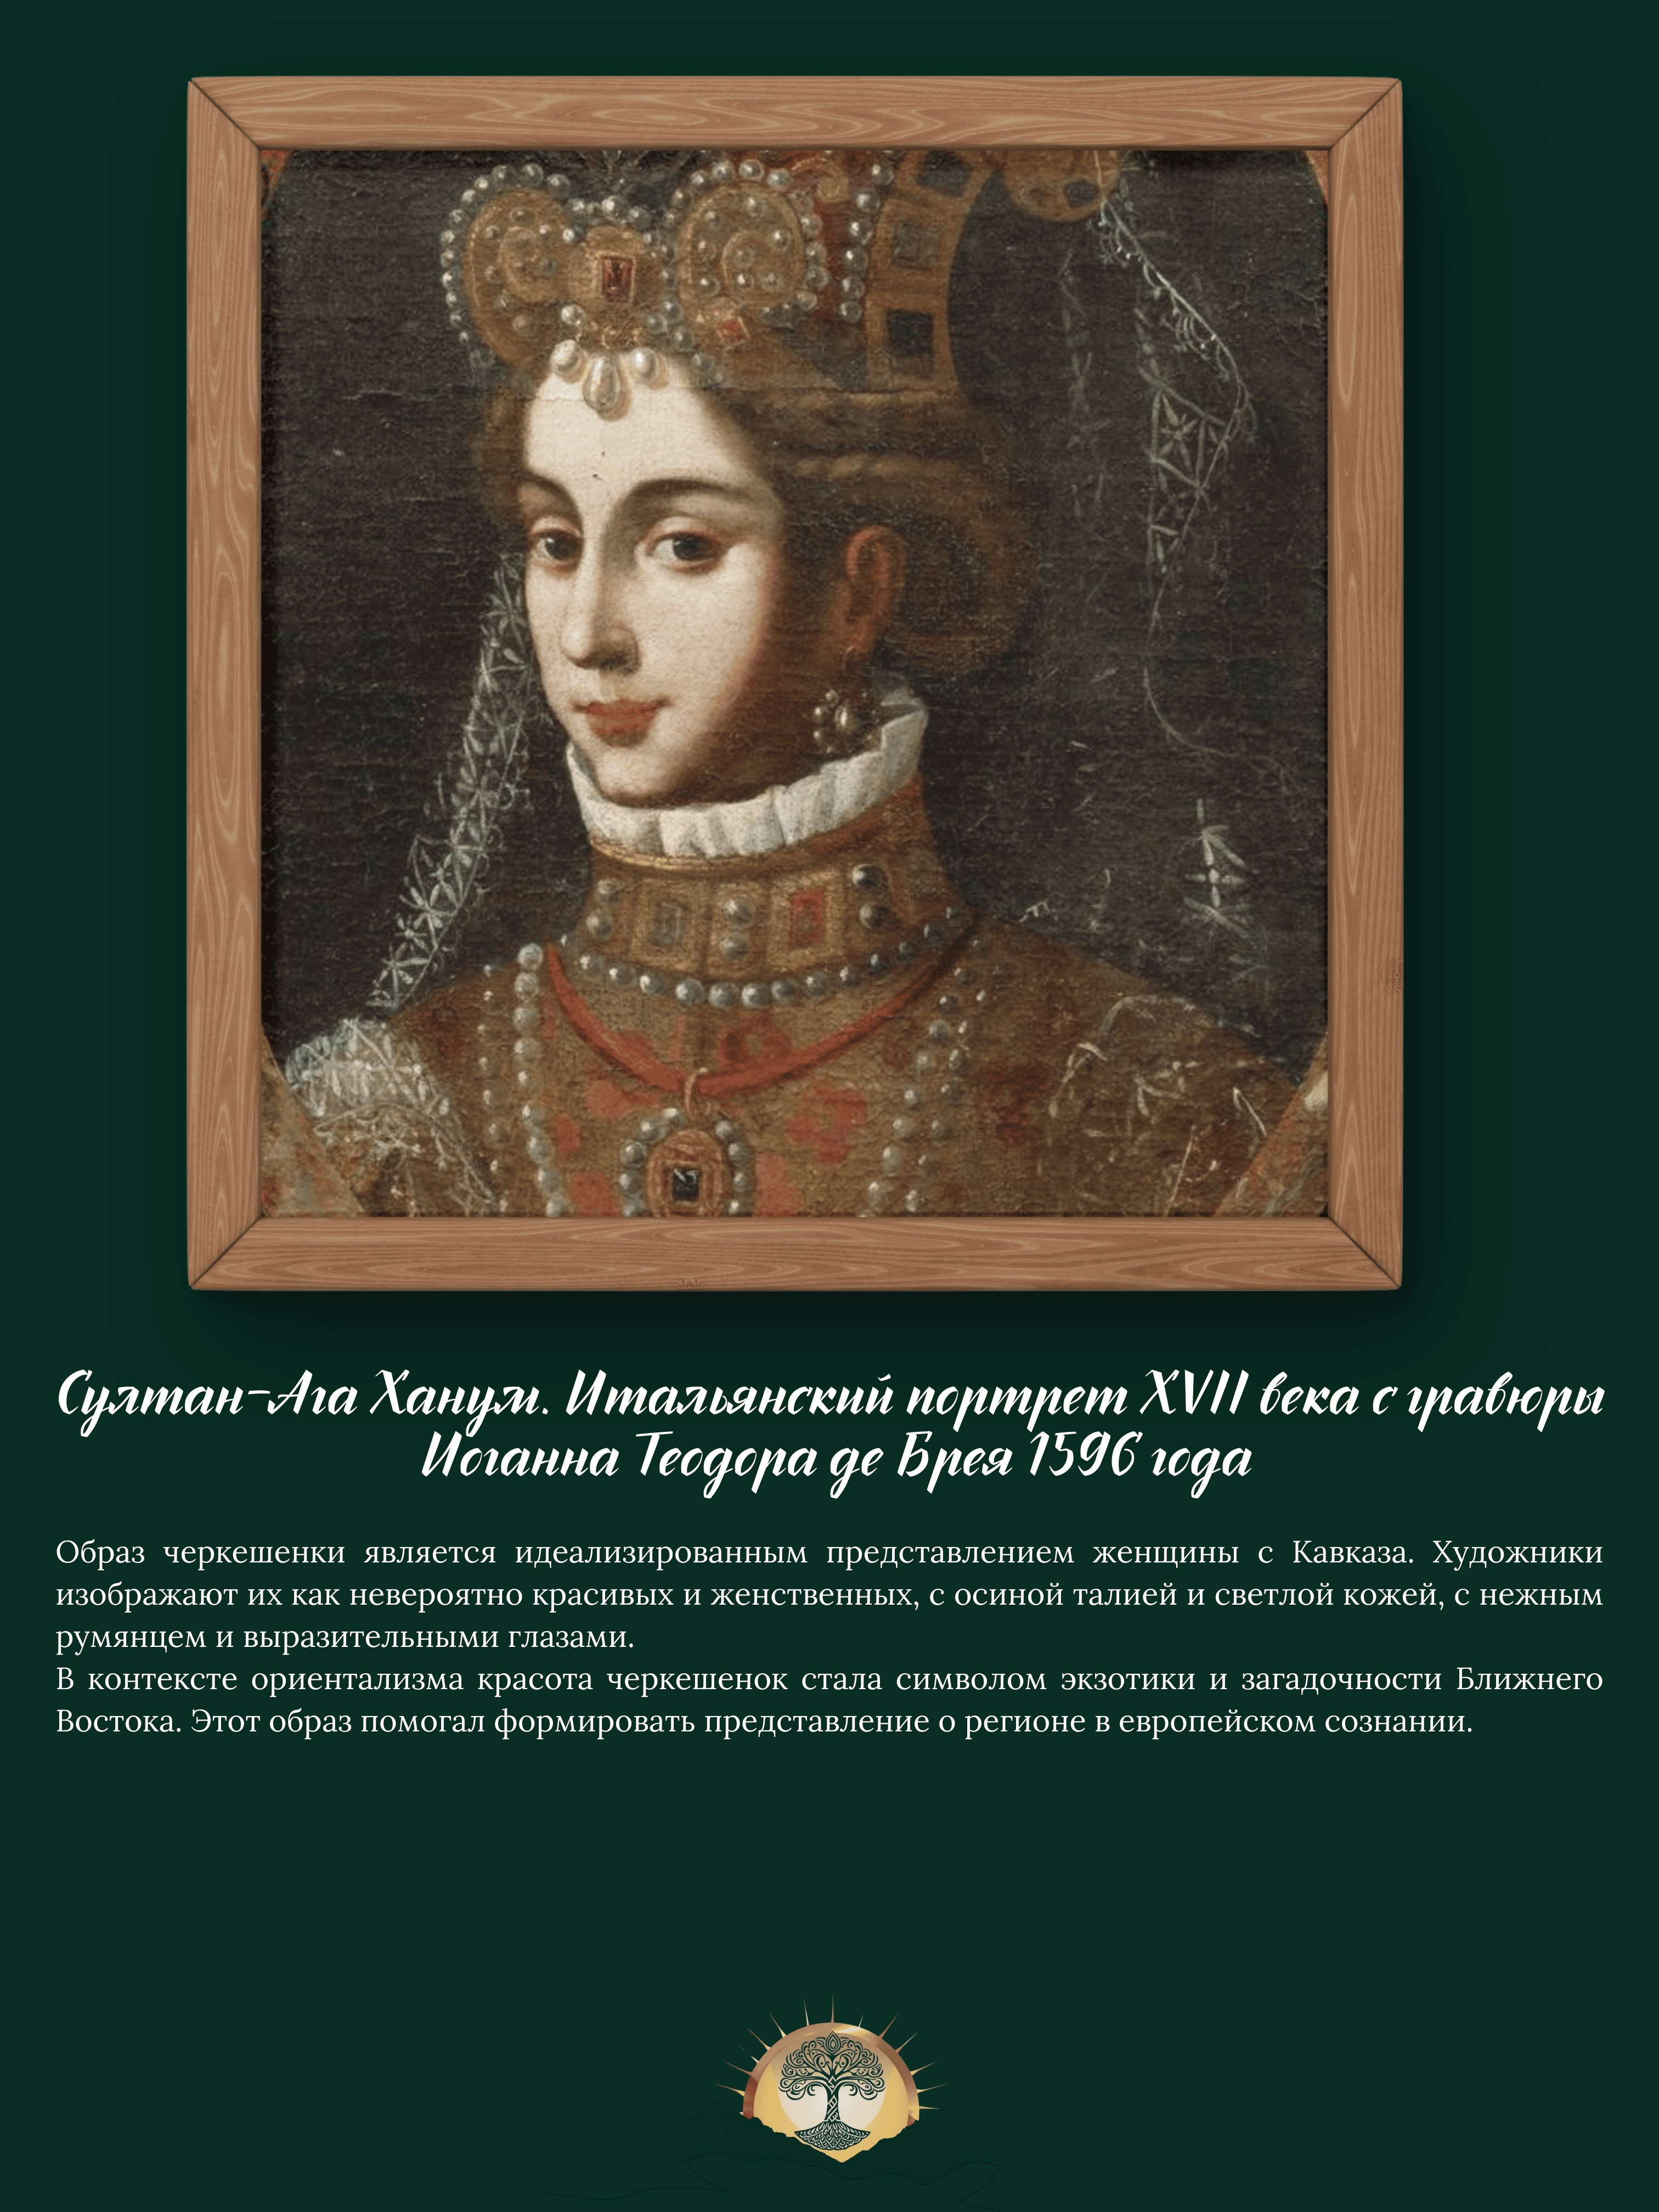 Султан-Ага Ханум. Итальянский портрет XVII века с гравюры
Иоганна Теодора де Брея 1596 года
Образ черкешенки является идеализированным представлением женщины с Кавказа. Художники
изображают их как невероятно красивых и женственных, с осиной талией и светлой кожей, с нежным
румянцем и выразительными глазами.
В контексте ориентализма красота черкешенок стала символом экзотики и загадочности Ближнего
Востока. Этот образ помогал формировать представление о регионе в европейском сознании.